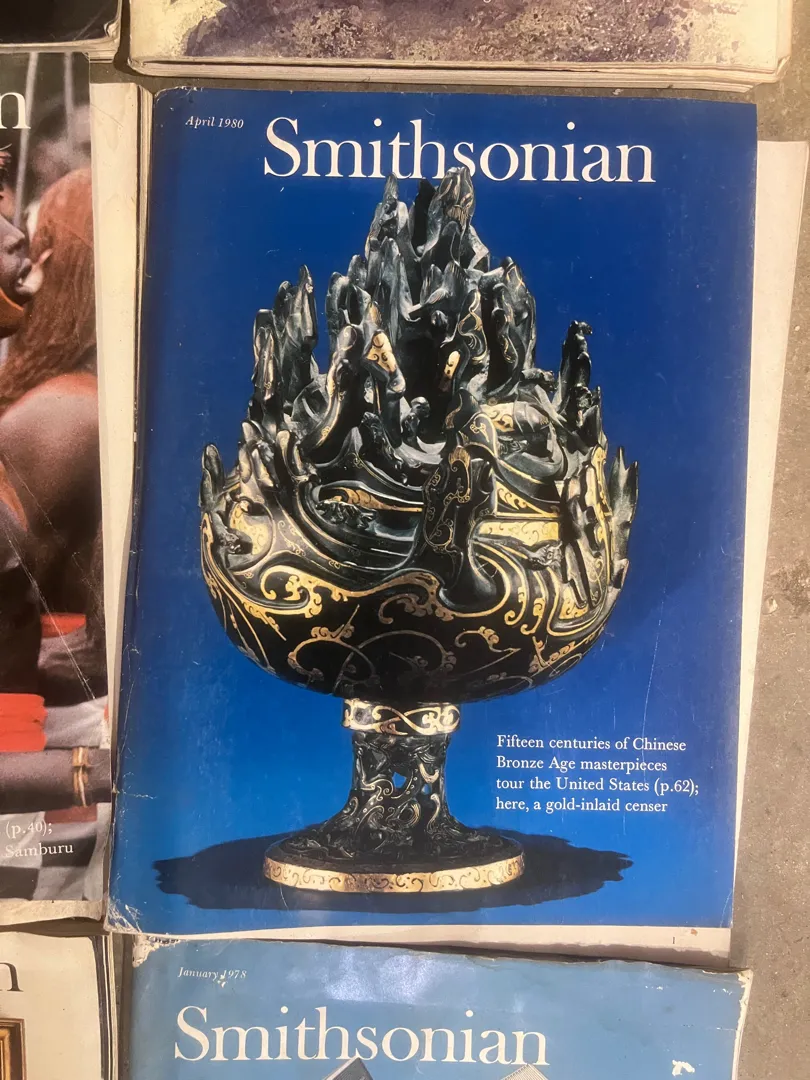 April 1980
Smithsonian
Fifteen centuries of Chinese
Bronze Age masterpieces
tour the United States (p.62);
here, a gold-inlaid censer
n
(p.40);
Samburu
n
January 1978
Smithsonian